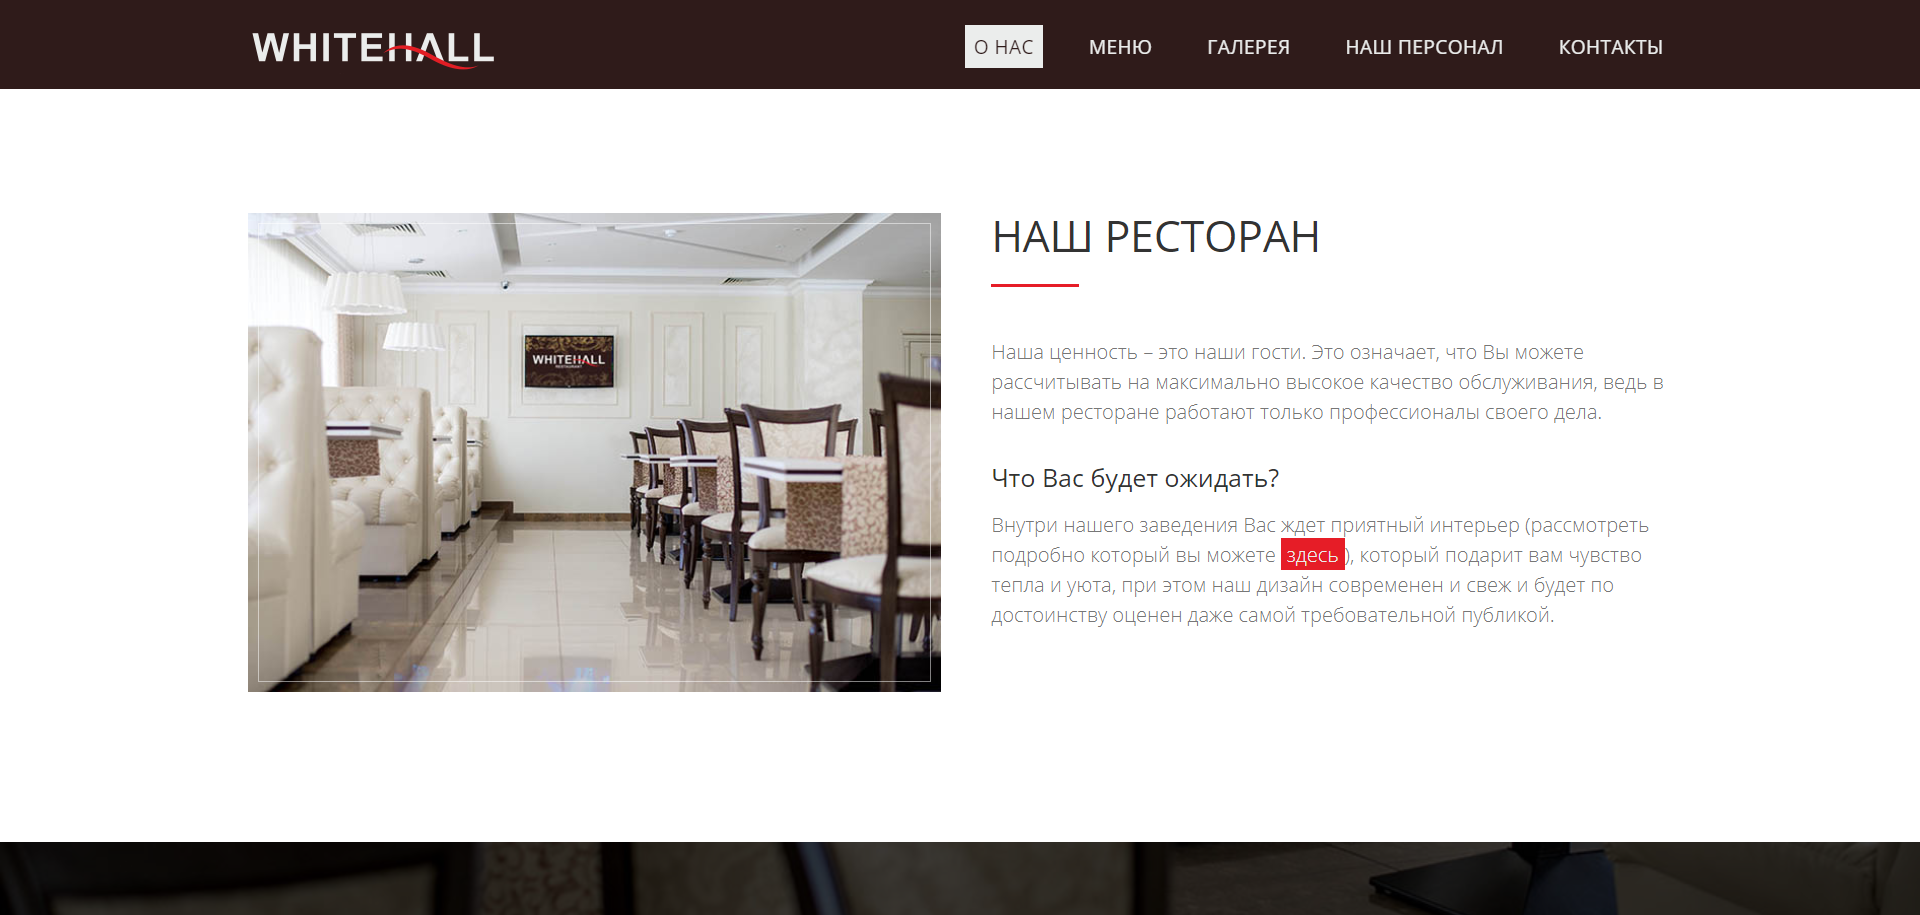 WHITEHALL
О НАС МЕНЮ ГАЛЕРЕЯ НАШ ПЕРСОНАЛ КОНТАКТЫ
WHITEHALL
RESTAURANT
НАШ РЕСТОРАН
Наша ценность – это наши гости. Это означает, что Вы можете
рассчитывать на максимально высокое качество обслуживания, ведь в
нашем ресторане работают только профессионалы своего дела.
Что Вас будет ожидать?
Внутри нашего заведения Вас ждет приятный интерьер (рассмотреть
подробно который вы можете здесь), который подарит вам чувство
тепла и уюта, при этом наш дизайн современен и свеж и будет по
достоинству оценен даже самой требовательной публикой.